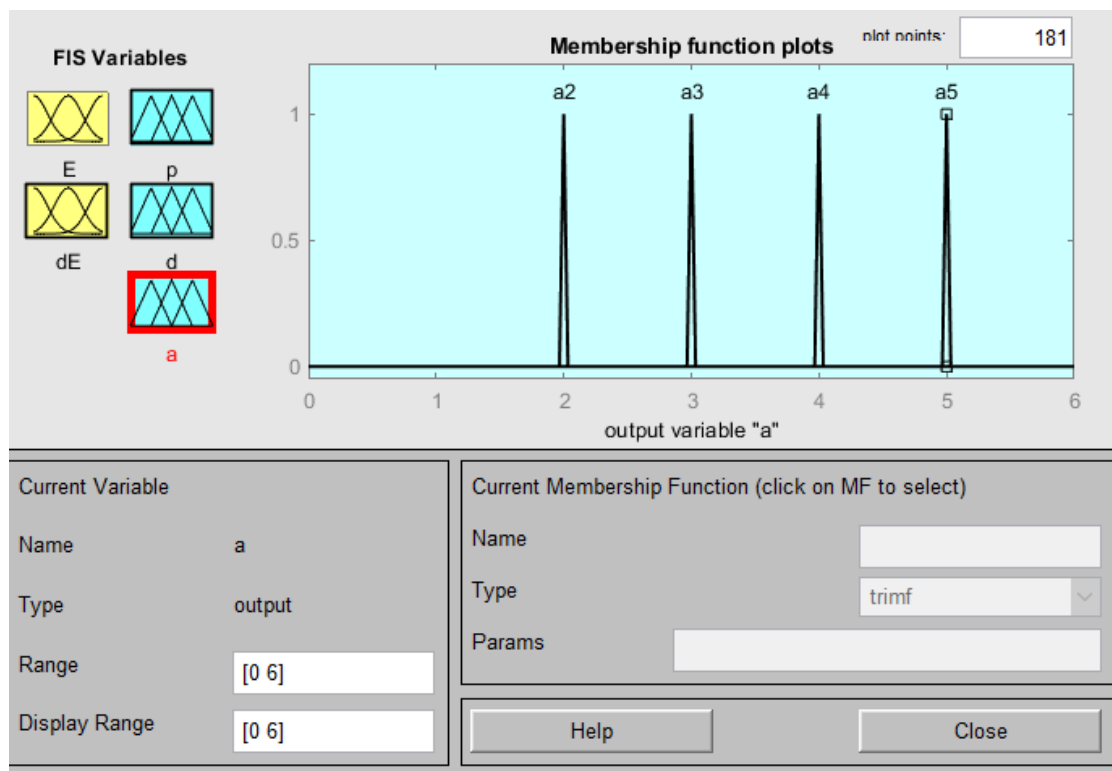 FIS Variables
Membership function plots
plot points:
181
E
p
dE
d
a
a2
a3
a4
a5
1
0.5
0
0
1
2
3
4
5
6
output variable "a"
Current Variable
Name
a
Type
output
Range
[0 6]
Display Range
[0 6]
Current Membership Function (click on MF to select)
Name
Type
trimf
Params
Help
Close